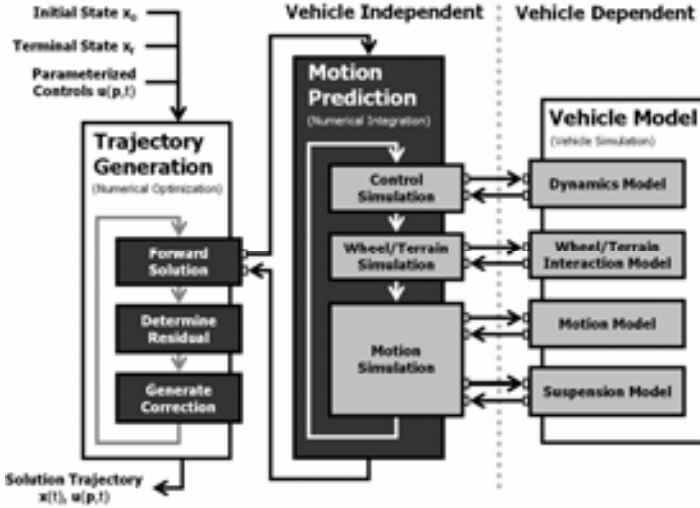 Initial State x₀
Terminal State x_f
Parameterized
Controls u(p,t)
Vehicle Independent
Vehicle Dependent
Trajectory
Generation
(Numerical Optimization)
Forward
Solution
Determine
Residual
Generate
Correction
Solution Trajectory
x(t), u(p,t)
Motion
Prediction
(Numerical Integration)
Control
Simulation
Wheel/Terrain
Simulation
Motion
Simulation
Vehicle Model
(Vehicle Simulation)
Dynamics Model
Wheel/Terrain
Interaction Model
Motion Model
Suspension Model